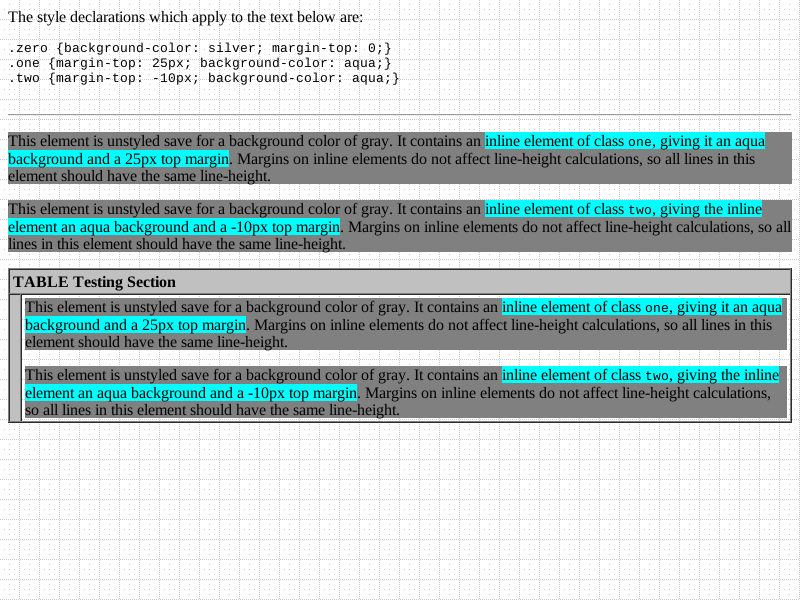 The style declarations which apply to the text below are:
.zero {background-color: silver; margin-top: 0;}
.one {margin-top: 25px; background-color: aqua;}
.two {margin-top: -10px; background-color: aqua;}
This element is unstyled save for a background color of gray. It contains an inline element of class one, giving it an aqua
background and a 25px top margin. Margins on inline elements do not affect line-height calculations, so all lines in this
element should have the same line-height.
This element is unstyled save for a background color of gray. It contains an inline element of class two, giving the inline
element an aqua background and a -10px top margin. Margins on inline elements do not affect line-height calculations, so all
lines in this element should have the same line-height.
TABLE Testing Section
This element is unstyled save for a background color of gray. It contains an inline element of class one, giving it an aqua
background and a 25px top margin. Margins on inline elements do not affect line-height calculations, so all lines in this
element should have the same line-height.
This element is unstyled save for a background color of gray. It contains an inline element of class two, giving the inline
element an aqua background and a -10px top margin. Margins on inline elements do not affect line-height calculations,
so all lines in this element should have the same line-height.